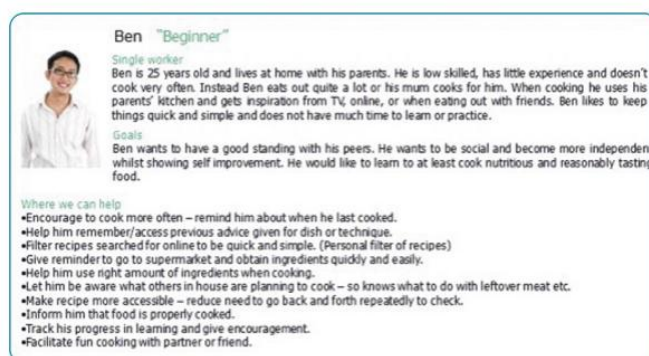 Ben "Beginner"
Single worker
Ben is 25 years old and lives at home with his parents. He is low skilled, has little experience and doesn't
cook very often. Instead Ben eats out quite a lot or his mum cooks for him. When cooking he uses his
parents' kitchen and gets inspiration from TV, online, or when eating out with friends. Ben likes to keep
things quick and simple and does not have much time to learn or practice.
Goals
Ben wants to have a good standing with his peers. He wants to be social and become more independen
whilst showing self improvement. He would like to learn to at least cook nutritious and reasonably tasting
food.
Where we can help
•Encourage to cook more often – remind him about when he last cooked.
•Help him remember/access previous advice given for dish or technique.
•Filter recipes searched for online to be quick and simple. (Personal filter of recipes)
•Give reminder to go to supermarket and obtain ingredients quickly and easily.
•Help him use right amount of ingredients when cooking.
•Let him be aware what others in house are planning to cook – so knows what to do with leftover meat etc.
•Make recipe more accessible – reduce need to go back and forth repeatedly to check.
•Inform him that food is properly cooked.
•Track his progress in learning and give encouragement.
•Facilitate fun cooking with partner or friend.